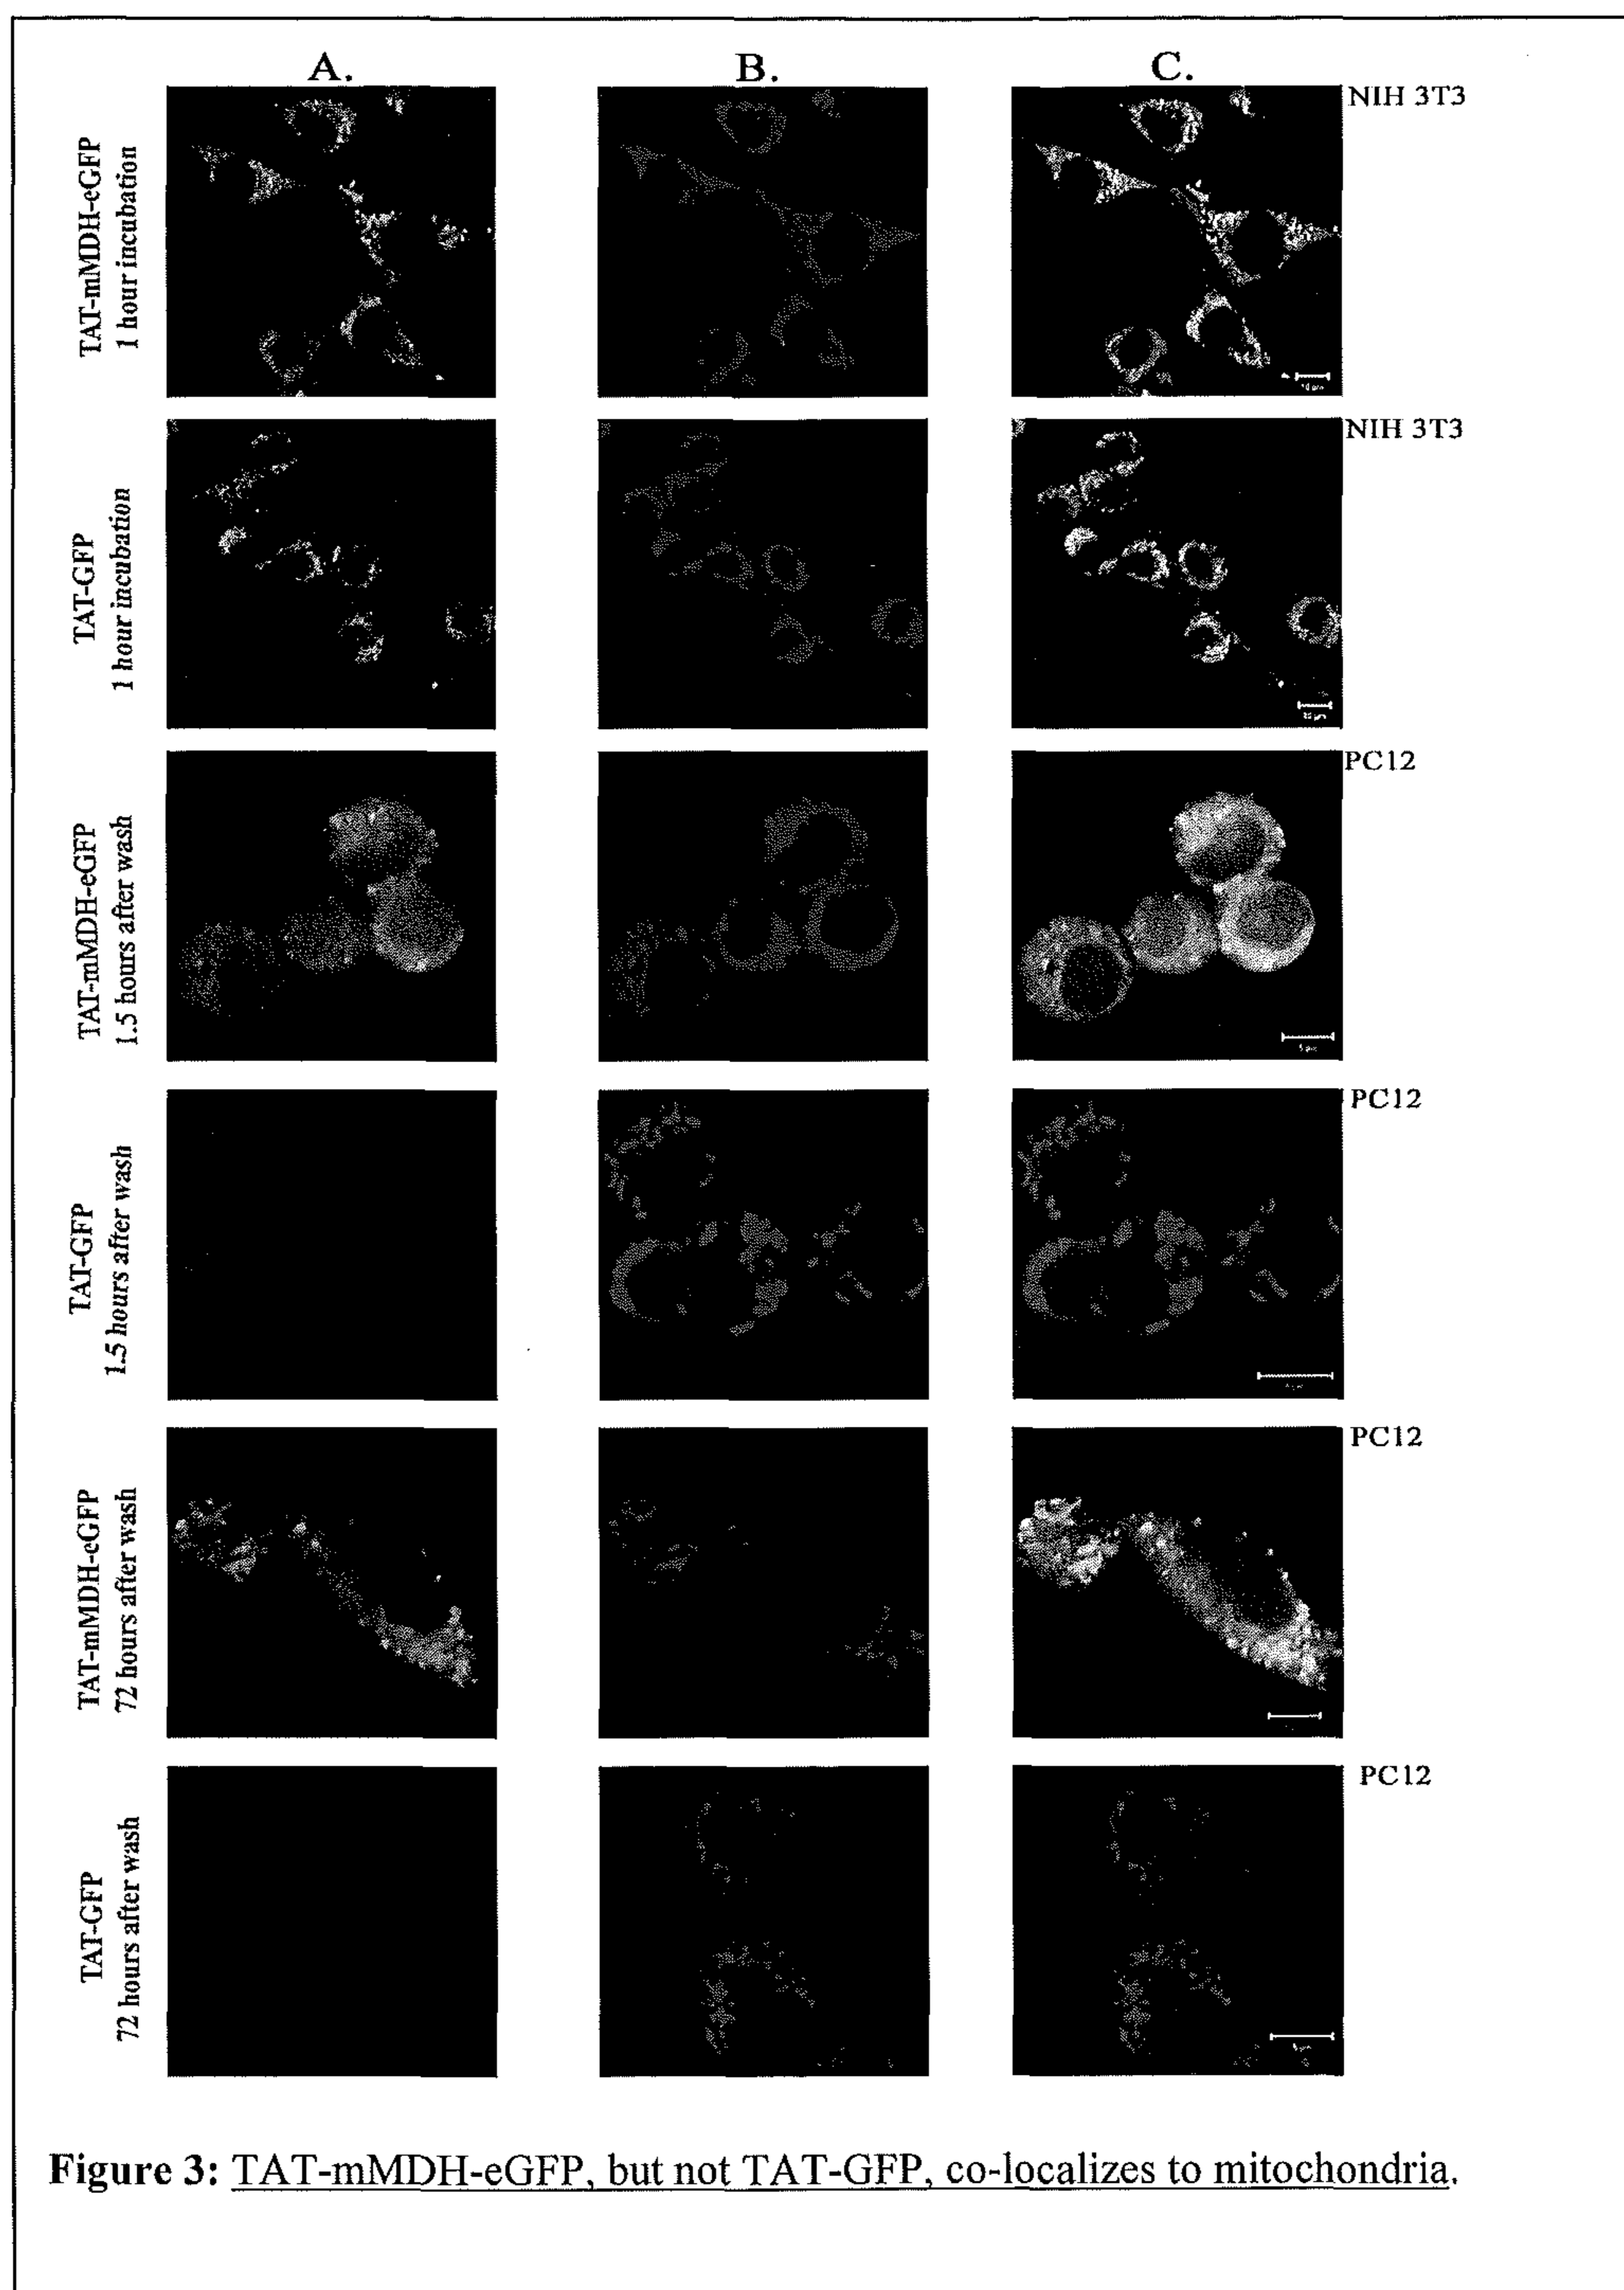 A. B. C.
TAT-mMDH-eGFP
1 hour incubation
NIH 3T3
10 µm
TAT-GFP
1 hour incubation
NIH 3T3
TAT-mMDH-eGFP
1.5 hours after wash
PC12
TAT-GFP
1.5 hours after wash
PC12
TAT-mMDH-eGFP
72 hours after wash
PC12
TAT-GFP
72 hours after wash
PC12
Figure 3: TAT-mMDH-eGFP, but not TAT-GFP, co-localizes to mitochondria.